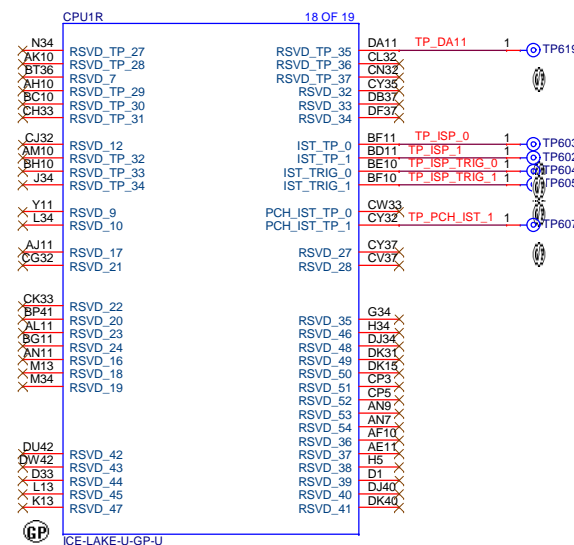 CPU1R 18 OF 19
N34 RSVD_TP_27 RSVD_TP_35 DA11 TP_DA11 1 TP619
AK10 RSVD_TP_28 RSVD_TP_36 CL32
BT36 RSVD_7 RSVD_TP_37 CN32
AH10 RSVD_TP_29 RSVD_32 CY35
BC10 RSVD_TP_30 RSVD_33 DB37
CH33 RSVD_TP_31 RSVD_34 DF37
CJ32 RSVD_12 IST_TP_0 BF11 TP_ISP_0 1 TP603
AM10 RSVD_TP_32 IST_TP_1 BD11 TP_ISP_1 1 TP602
BH10 RSVD_TP_33 IST_TRIG_0 BE10 TP_ISP_TRIG_0 1 TP604
J34 RSVD_TP_34 IST_TRIG_1 BF10 TP_ISP_TRIG_1 1 TP605
Y11 RSVD_9 PCH_IST_TP_0 CW33
L34 RSVD_10 PCH_IST_TP_1 CY32 TP_PCH_IST_1 1 TP607
AJ11 RSVD_17 RSVD_27 CY37
CG32 RSVD_21 RSVD_28 CV37
CK33 RSVD_22
BP41 RSVD_20 RSVD_35 G34
AL11 RSVD_23 RSVD_46 H34
BG11 RSVD_24 RSVD_48 DJ34
AN11 RSVD_16 RSVD_49 DK31
M13 RSVD_18 RSVD_50 DK15
M34 RSVD_19 RSVD_51 CP3
RSVD_52 CP5
RSVD_53 AN9
RSVD_54 AN7
RSVD_36 AF10
DU42 RSVD_42 RSVD_37 AE11
DW42 RSVD_43 RSVD_38 H5
D33 RSVD_44 RSVD_39 D1
L13 RSVD_45 RSVD_40 DJ40
K13 RSVD_47 RSVD_41 DK40
GP
ICE-LAKE-U-GP-U